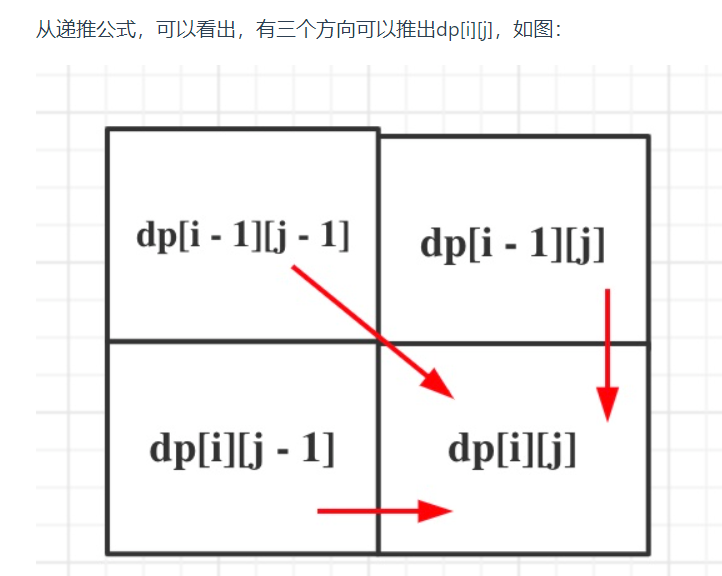 从递推公式，可以看出，有三个方向可以推出dp[i][j]，如图：
dp[i - 1][j - 1]
dp[i - 1][j]
dp[i][j - 1]
dp[i][j]